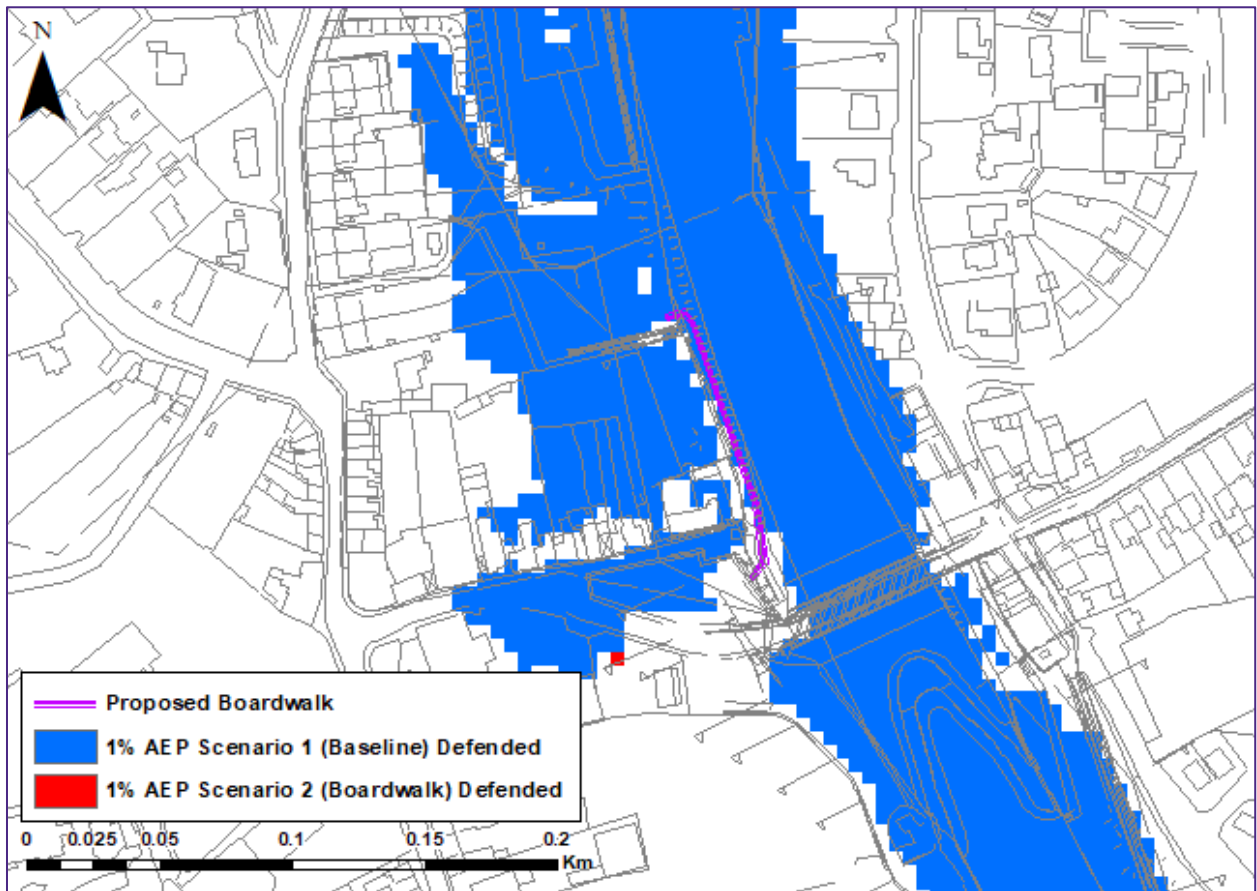 N
Proposed Boardwalk
1% AEP Scenario 1 (Baseline) Defended
1% AEP Scenario 2 (Boardwalk) Defended
0 0.025 0.05 0.1 0.15 0.2
Km